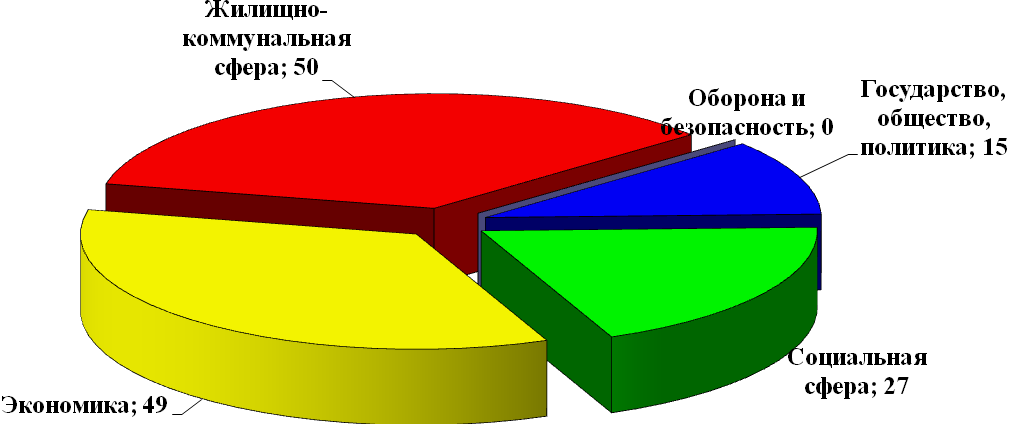 Жилищно-
коммунальная
сфера; 50
Оборона и
безопасность; 0
Государство,
общество,
политика; 15
Социальная
сфера; 27
Экономика; 49